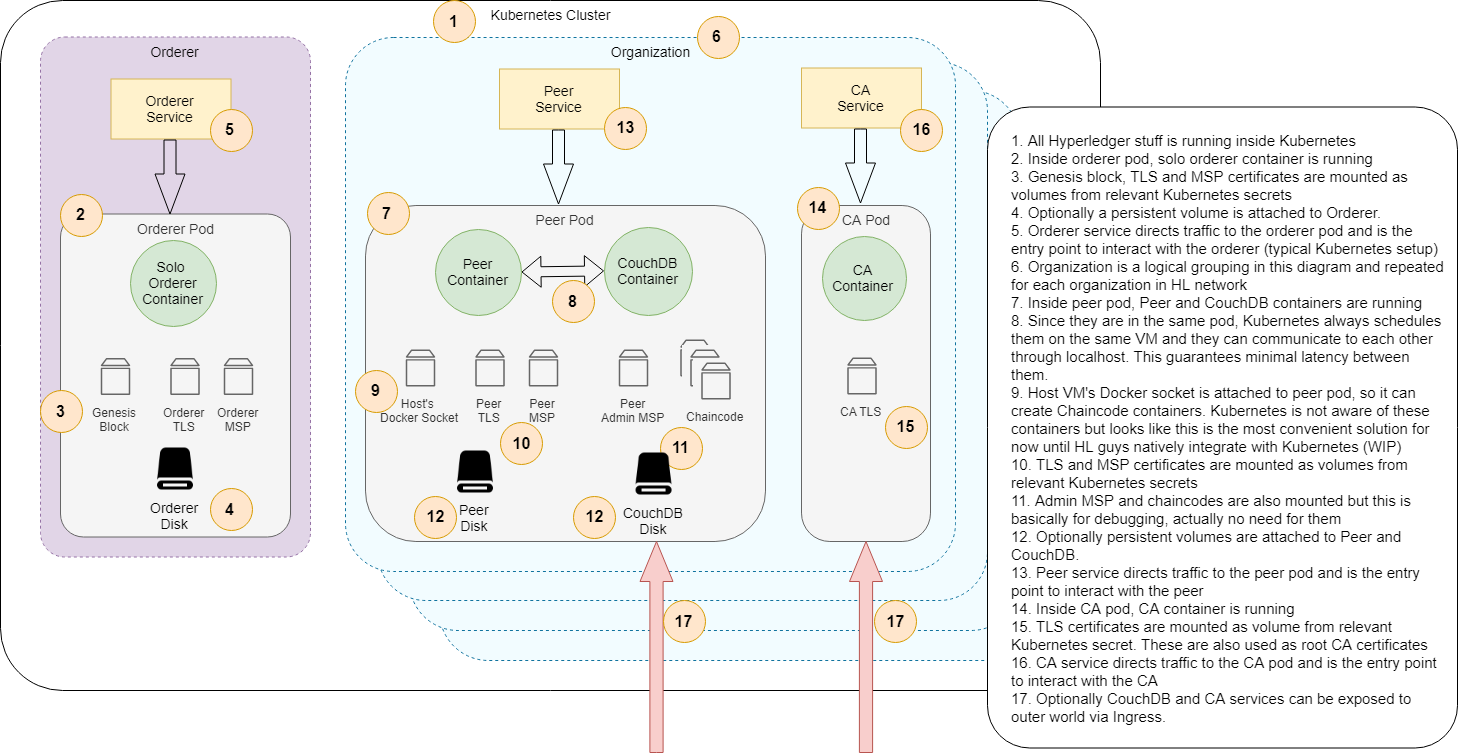 1
Kubernetes Cluster
Orderer
Orderer
Service
5
2
Orderer Pod
Solo
Orderer
Container
3
Genesis
Block
Orderer
TLS
Orderer
MSP
Orderer
Disk
4
6
Organization
Peer
Service
13
7
Peer Pod
Peer
Container
CouchDB
Container
8
9
Host's
Docker Socket
Peer
TLS
Peer
MSP
10
Peer
Admin MSP
Chaincode
11
12
Peer
Disk
12
CouchDB
Disk
17
CA
Service
16
14
CA Pod
CA
Container
CA TLS
15
17
1. All Hyperledger stuff is running inside Kubernetes
2. Inside orderer pod, solo orderer container is running
3. Genesis block, TLS and MSP certificates are mounted as
volumes from relevant Kubernetes secrets
4. Optionally a persistent volume is attached to Orderer.
5. Orderer service directs traffic to the orderer pod and is the
entry point to interact with the orderer (typical Kubernetes setup)
6. Organization is a logical grouping in this diagram and repeated
for each organization in HL network
7. Inside peer pod, Peer and CouchDB containers are running
8. Since they are in the same pod, Kubernetes always schedules
them on the same VM and they can communicate to each other
through localhost. This guarantees minimal latency between
them.
9. Host VM's Docker socket is attached to peer pod, so it can
create Chaincode containers. Kubernetes is not aware of these
containers but looks like this is the most convenient solution for
now until HL guys natively integrate with Kubernetes (WIP)
10. TLS and MSP certificates are mounted as volumes from
relevant Kubernetes secrets
11. Admin MSP and chaincodes are also mounted but this is
basically for debugging, actually no need for them
12. Optionally persistent volumes are attached to Peer and
CouchDB.
13. Peer service directs traffic to the peer pod and is the entry
point to interact with the peer
14. Inside CA pod, CA container is running
15. TLS certificates are mounted as volume from relevant
Kubernetes secret. These are also used as root CA certificates
16. CA service directs traffic to the CA pod and is the entry point
to interact with the CA
17. Optionally CouchDB and CA services can be exposed to
outer world via Ingress.